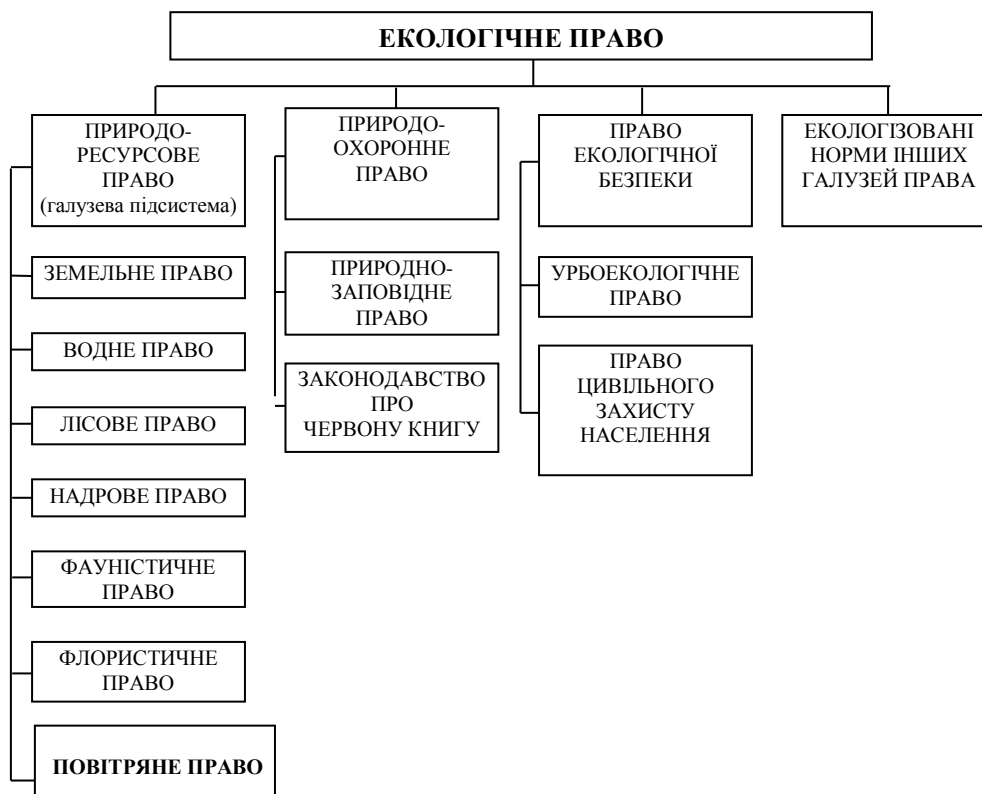 ЕКОЛОГІЧНЕ ПРАВО
ПРИРОДО-
РЕСУРСОВЕ
ПРАВО
(галузева підсистема)
ЗЕМЕЛЬНЕ ПРАВО
ВОДНЕ ПРАВО
ЛІСОВЕ ПРАВО
НАДРОВЕ ПРАВО
ФАУНІСТИЧНЕ
ПРАВО
ФЛОРИСТИЧНЕ
ПРАВО
ПОВІТРЯНЕ ПРАВО
ПРИРОДО-
ОХОРОННЕ
ПРАВО
ПРИРОДНО-
ЗАПОВІДНЕ
ПРАВО
ЗАКОНОДАВСТВО
ПРО
ЧЕРВОНУ КНИГУ
ПРАВО
ЕКОЛОГІЧНОЇ
БЕЗПЕКИ
УРБОЕКОЛОГІЧНЕ
ПРАВО
ПРАВО
ЦИВІЛЬНОГО
ЗАХИСТУ
НАСЕЛЕННЯ
ЕКОЛОГІЗОВАНІ
НОРМИ ІНШИХ
ГАЛУЗЕЙ ПРАВА